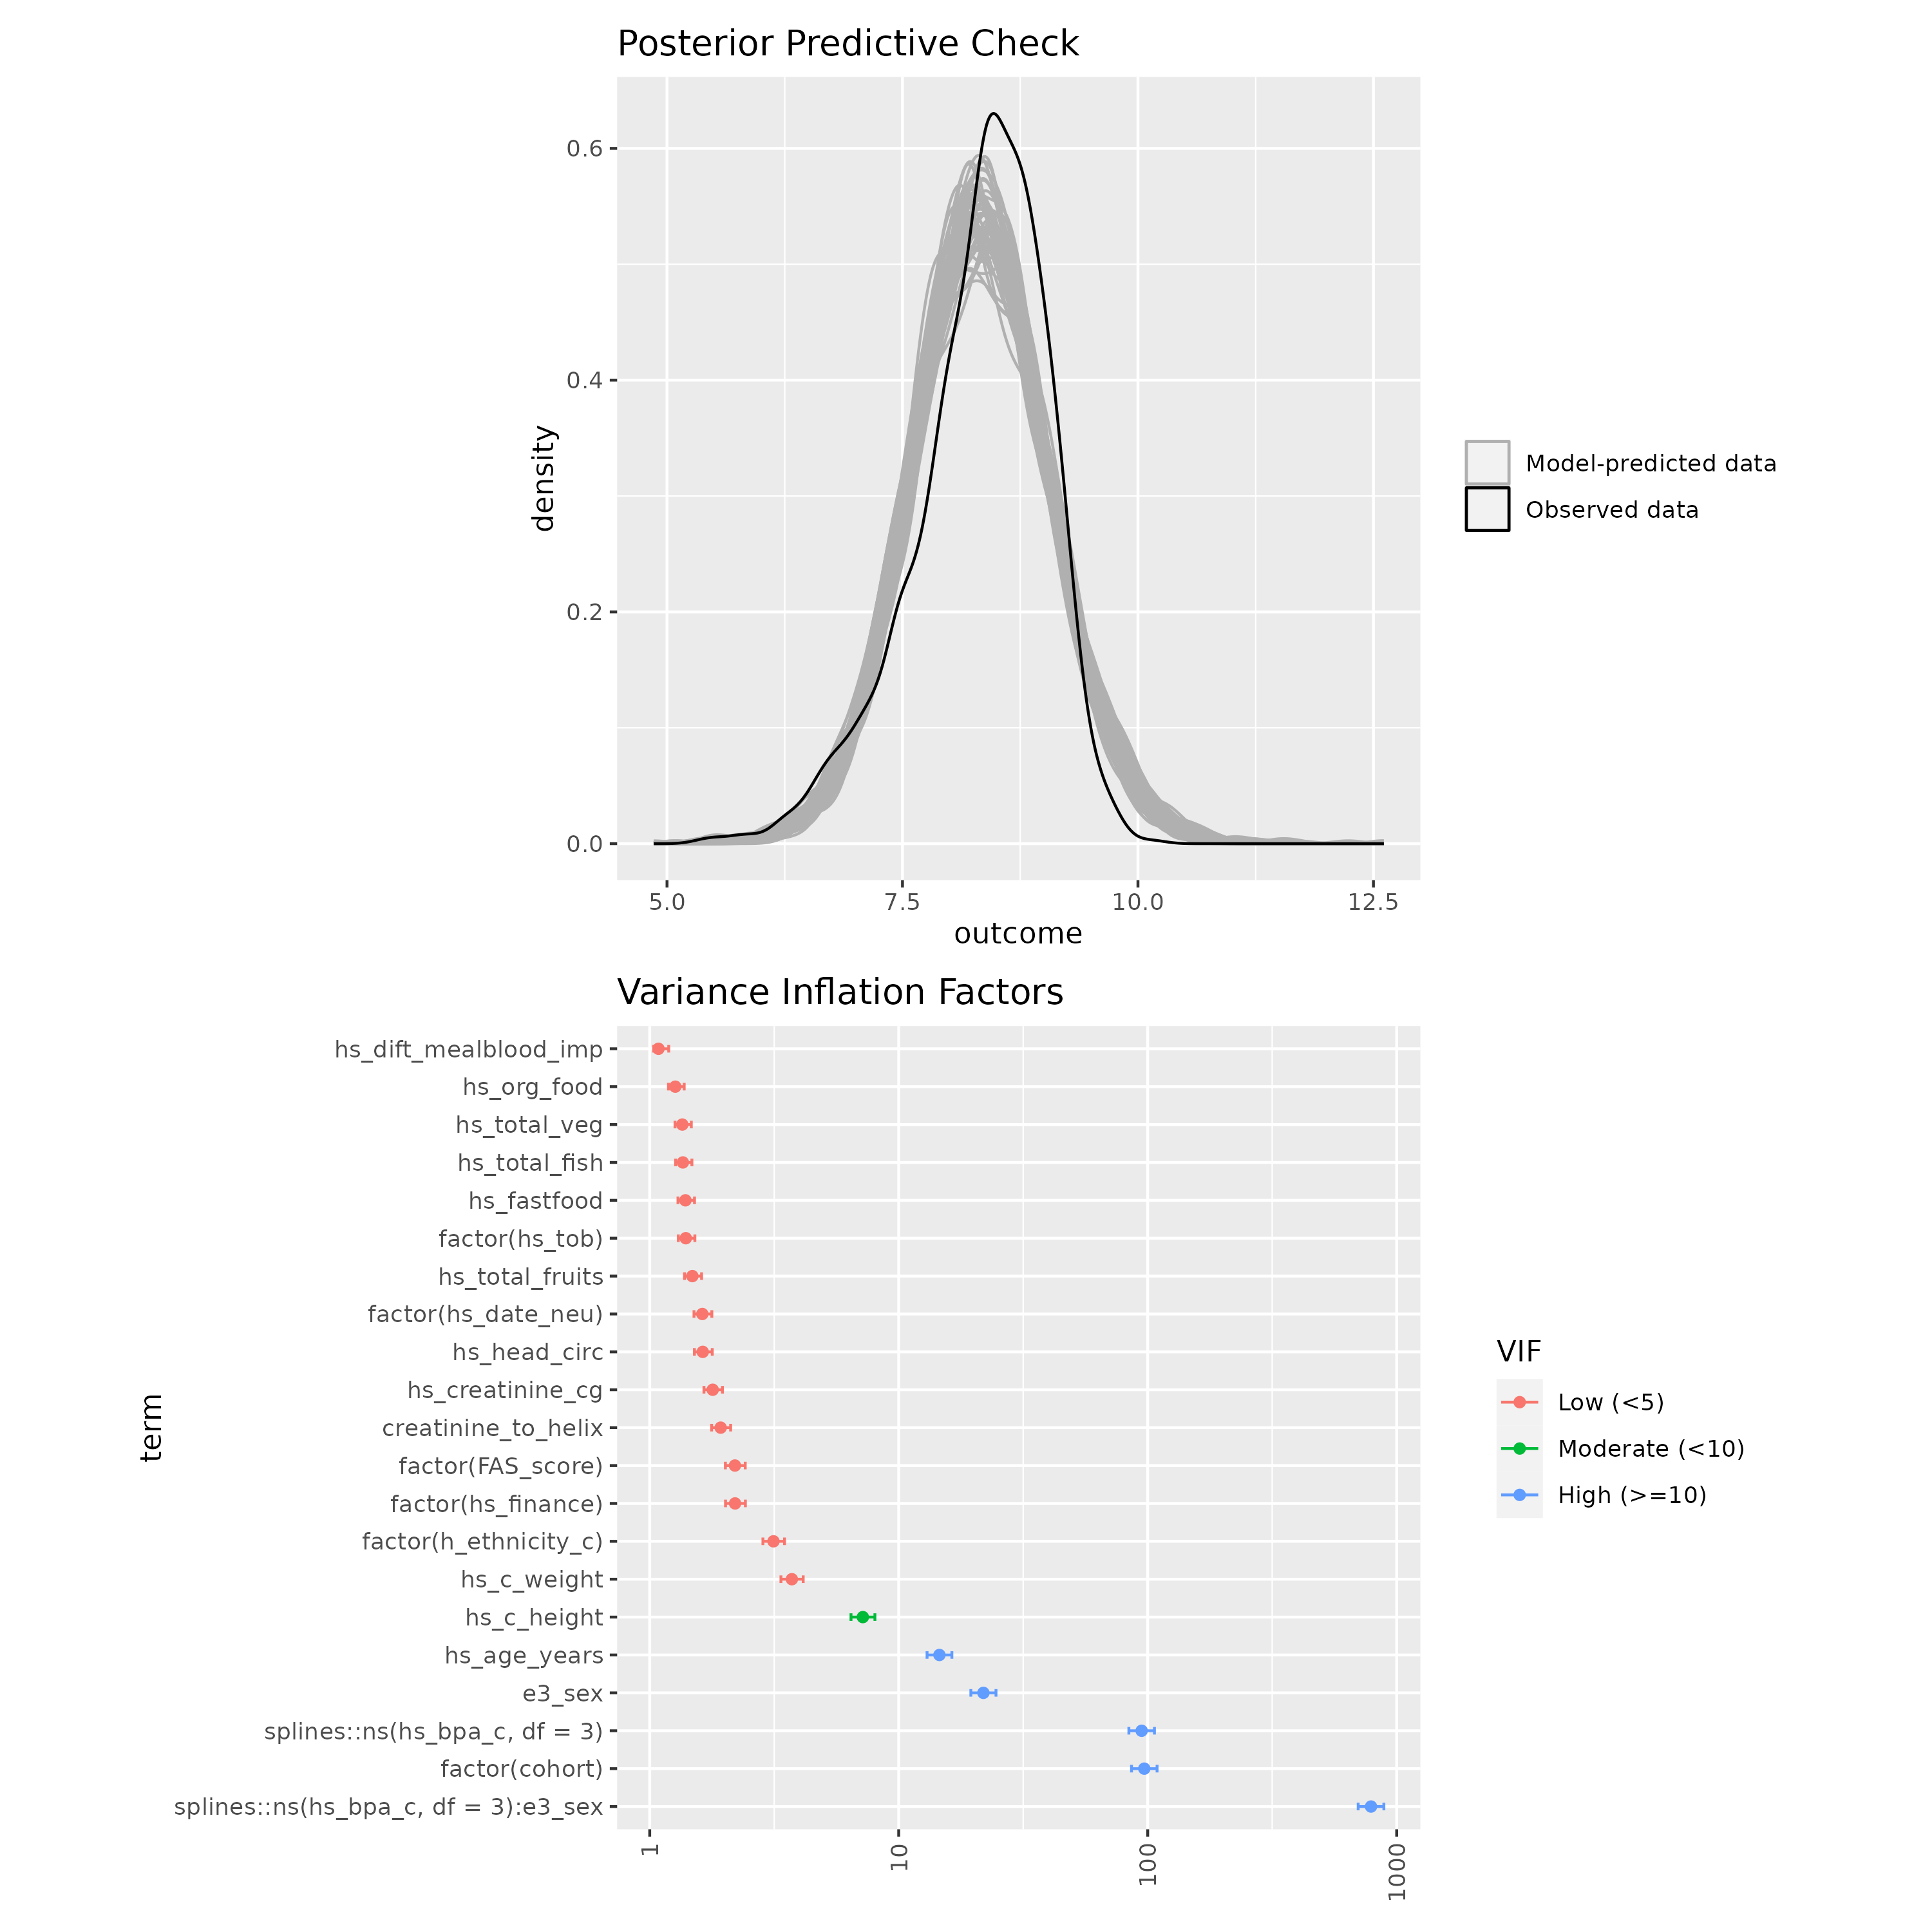 Posterior Predictive Check
0.6
0.4
0.2
0.0
density
5.0 7.5 10.0 12.5
outcome
Model-predicted data
Observed data
Variance Inflation Factors
term
hs_dift_mealblood_imp
hs_org_food
hs_total_veg
hs_total_fish
hs_fastfood
factor(hs_tob)
hs_total_fruits
factor(hs_date_neu)
hs_head_circ
hs_creatinine_cg
creatinine_to_helix
factor(FAS_score)
factor(hs_finance)
factor(h_ethnicity_c)
hs_c_weight
hs_c_height
hs_age_years
e3_sex
splines::ns(hs_bpa_c, df = 3)
factor(cohort)
splines::ns(hs_bpa_c, df = 3):e3_sex
1 10 100 1000
VIF
Low (<5)
Moderate (<10)
High (>=10)